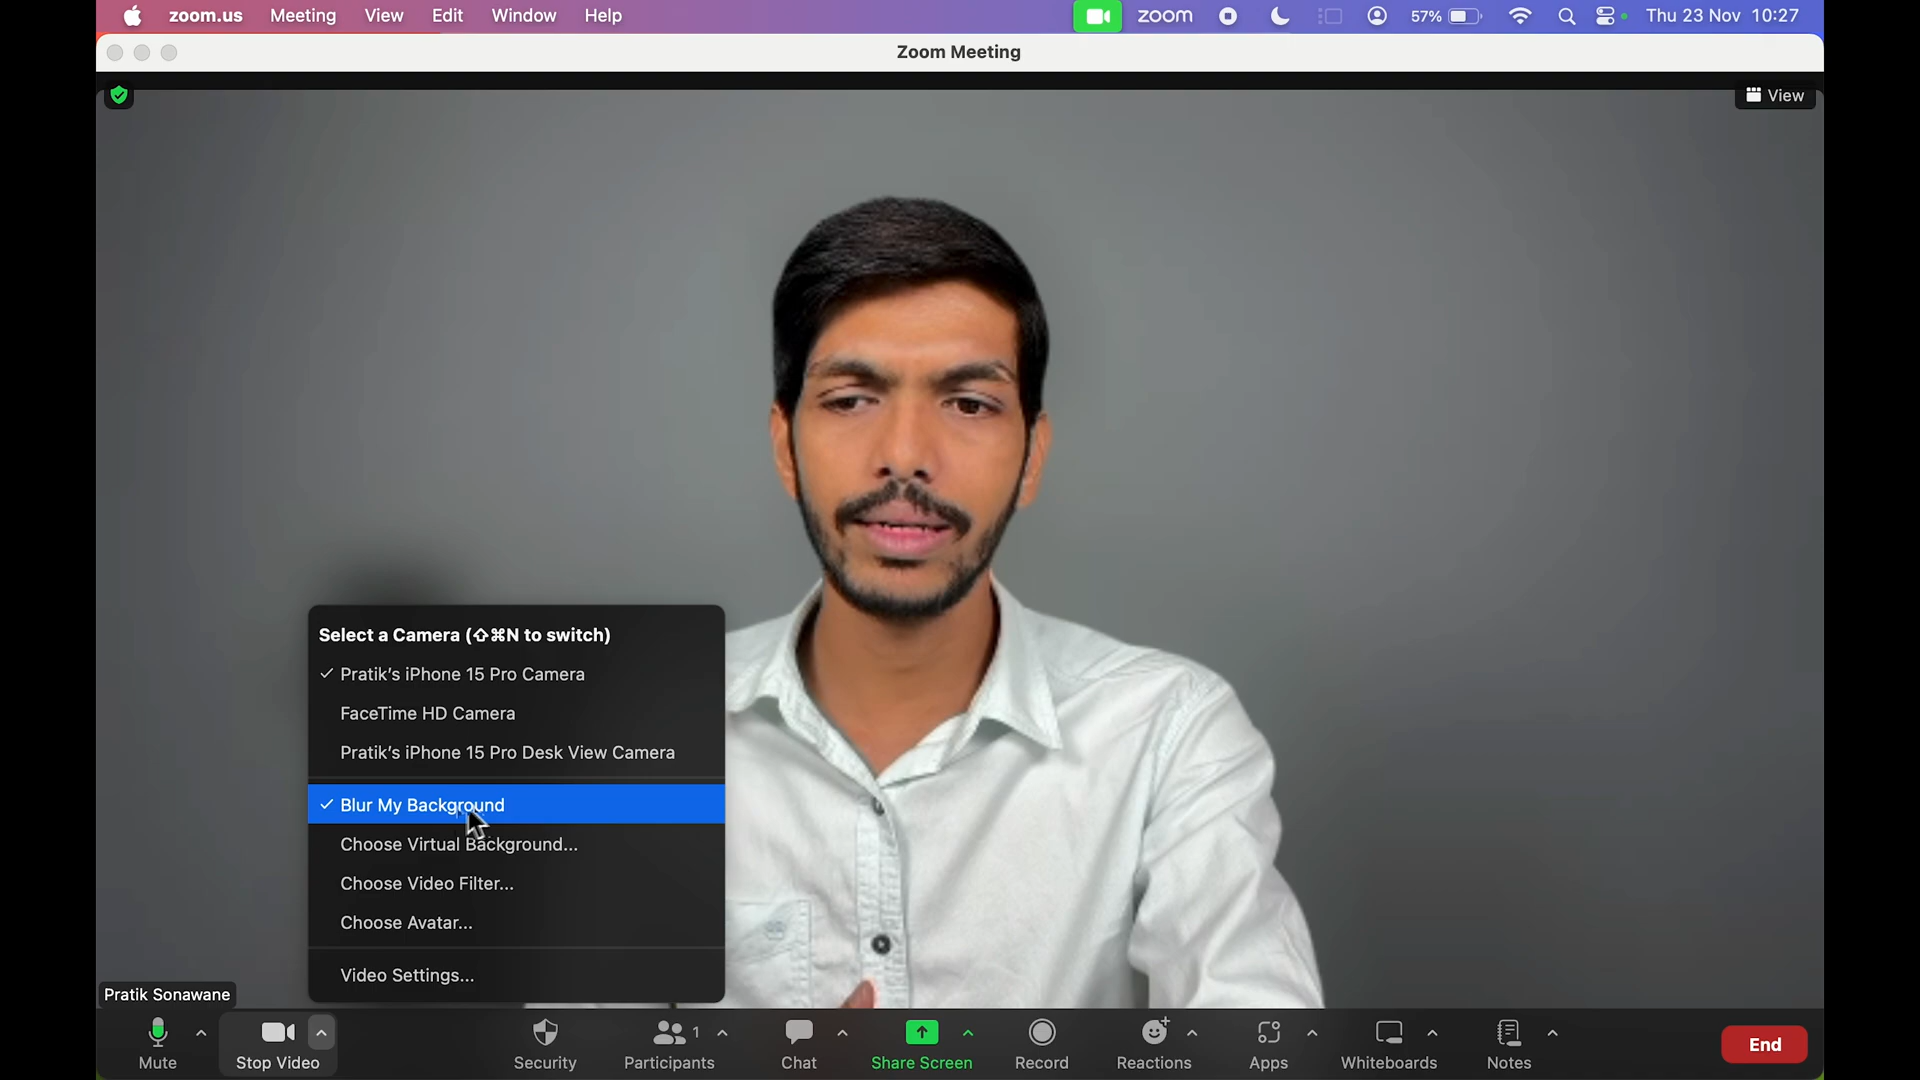 zoom.us Meeting View Edit Window Help zoom 57% Thu 23 Nov 10:27
Zoom Meeting
View
Select a Camera (⇧⌘N to switch)
✓ Pratik's iPhone 15 Pro Camera
FaceTime HD Camera
Pratik's iPhone 15 Pro Desk View Camera
✓ Blur My Background
Choose Virtual Background...
Choose Video Filter...
Choose Avatar...
Video Settings...
Pratik Sonawane
1
Mute Stop Video Security Participants Chat Share Screen Record Reactions Apps Whiteboards Notes End